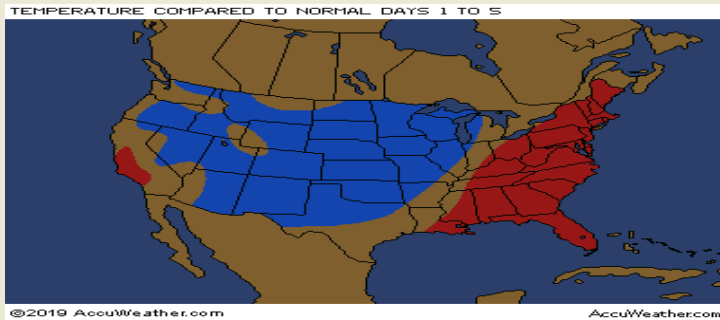 TEMPERATURE COMPARED TO NORMAL DAYS 1 TO 5
©2019 AccuWeather.com
AccuWeather.com